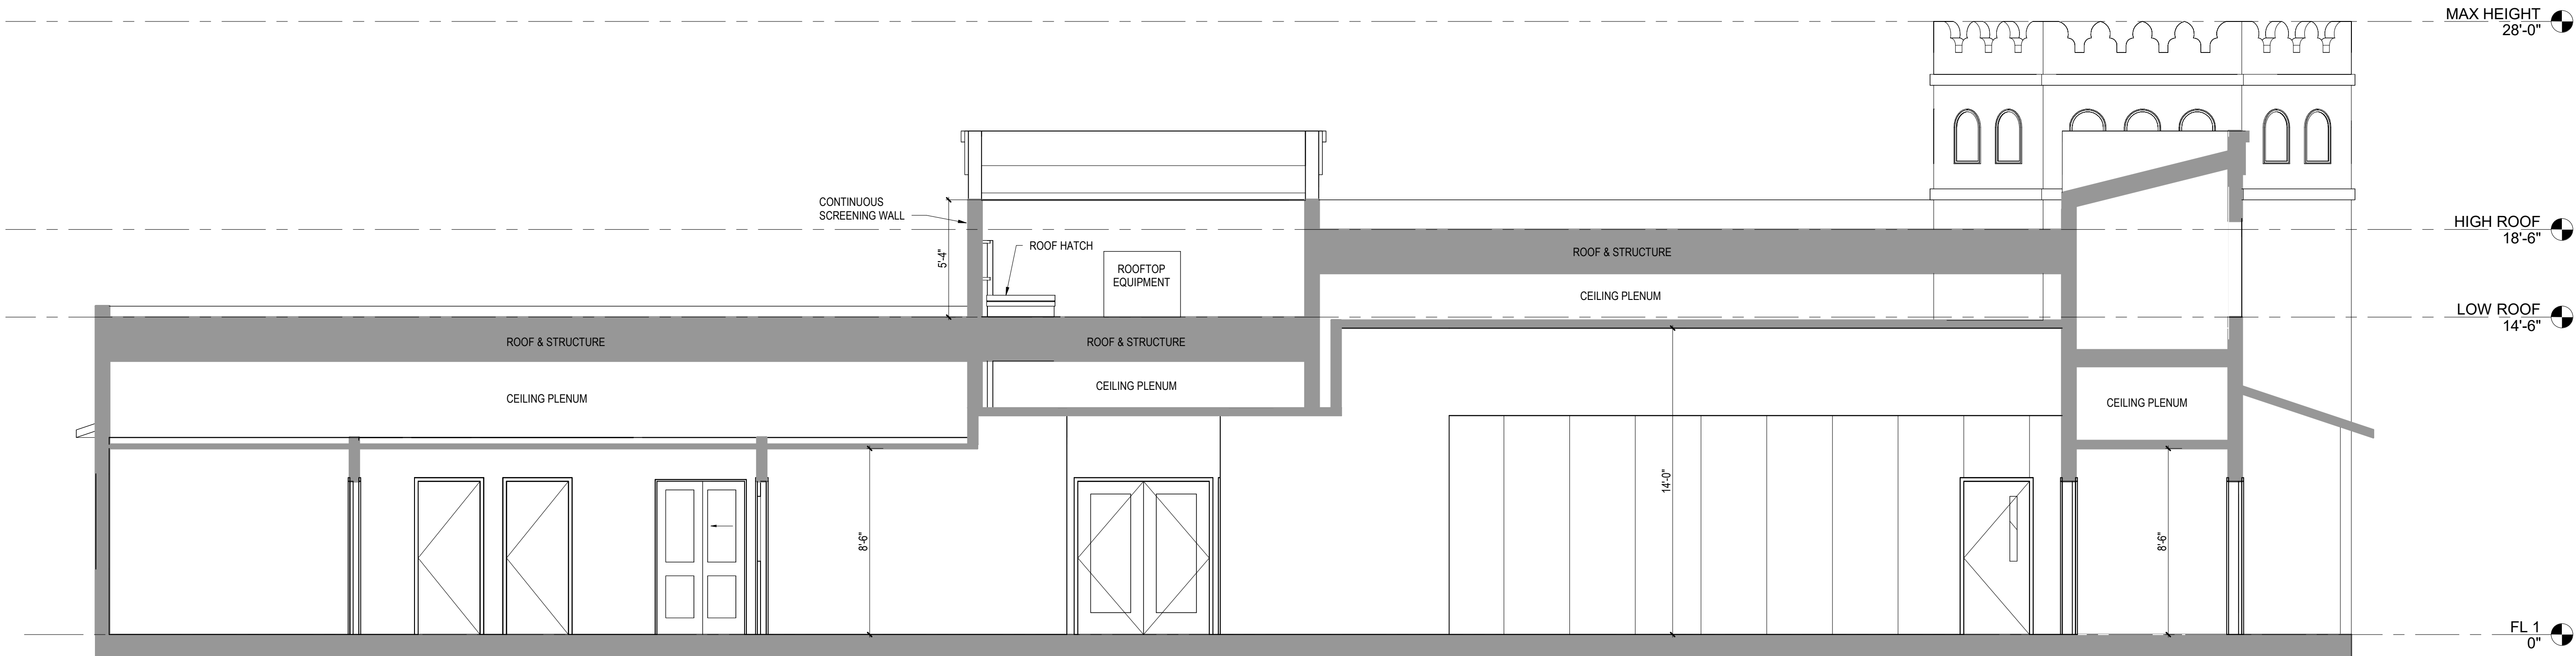 MAX HEIGHT
28'-0"
CONTINUOUS
SCREENING WALL
5'-4"
ROOF HATCH
ROOFTOP
EQUIPMENT
HIGH ROOF
18'-6"
ROOF & STRUCTURE
CEILING PLENUM
LOW ROOF
14'-6"
ROOF & STRUCTURE
ROOF & STRUCTURE
CEILING PLENUM
CEILING PLENUM
CEILING PLENUM
8'-6"
14'-0"
8'-6"
FL 1
0"